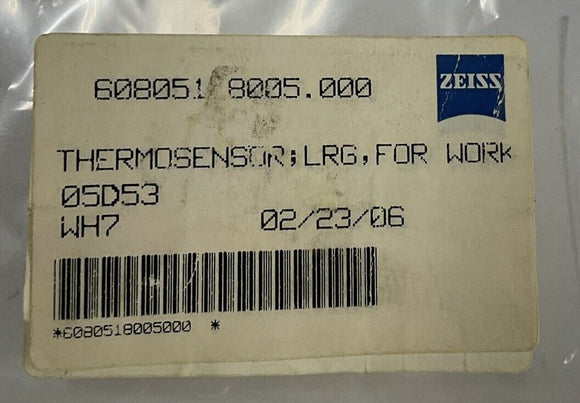 608051 8005.000
ZEISS
THERMOSENSOR;LRG,FOR WORK
05D53
WH7 02/23/06
*6080518005000 *